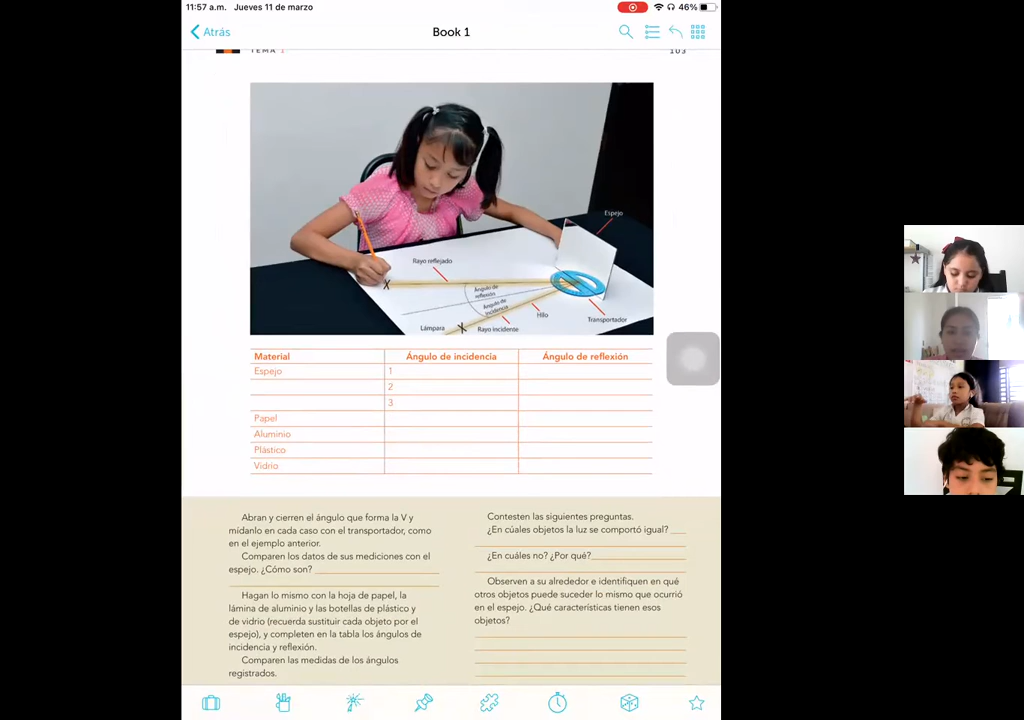 11:57 a.m. Jueves 11 de marzo
46%
Atrás
Book 1
TEMA 1
103
Espejo
Rayo reflejado
Ángulo de
reflexión
Ángulo de
incidencia
Hilo
Transportador
Lámpara
Rayo incidente
Material Ángulo de incidencia Ángulo de reflexión
Espejo 1
2
3
Papel
Aluminio
Plástico
Vidrio
Abran y cierren el ángulo que forma la V y
mídanlo en cada caso con el transportador, como
en el ejemplo anterior.
Comparen los datos de sus mediciones con el
espejo. ¿Cómo son?
Hagan lo mismo con la hoja de papel, la
lámina de aluminio y las botellas de plástico y
de vidrio (recuerda sustituir cada objeto por el
espejo), y completen en la tabla los ángulos de
incidencia y reflexión.
Comparen las medidas de los ángulos
registrados.
Contesten las siguientes preguntas.
¿En cúales objetos la luz se comportó igual?
¿En cuáles no? ¿Por qué?
Observen a su alrededor e identifiquen en qué
otros objetos puede suceder lo mismo que ocurrió
en el espejo. ¿Qué características tienen esos
objetos?